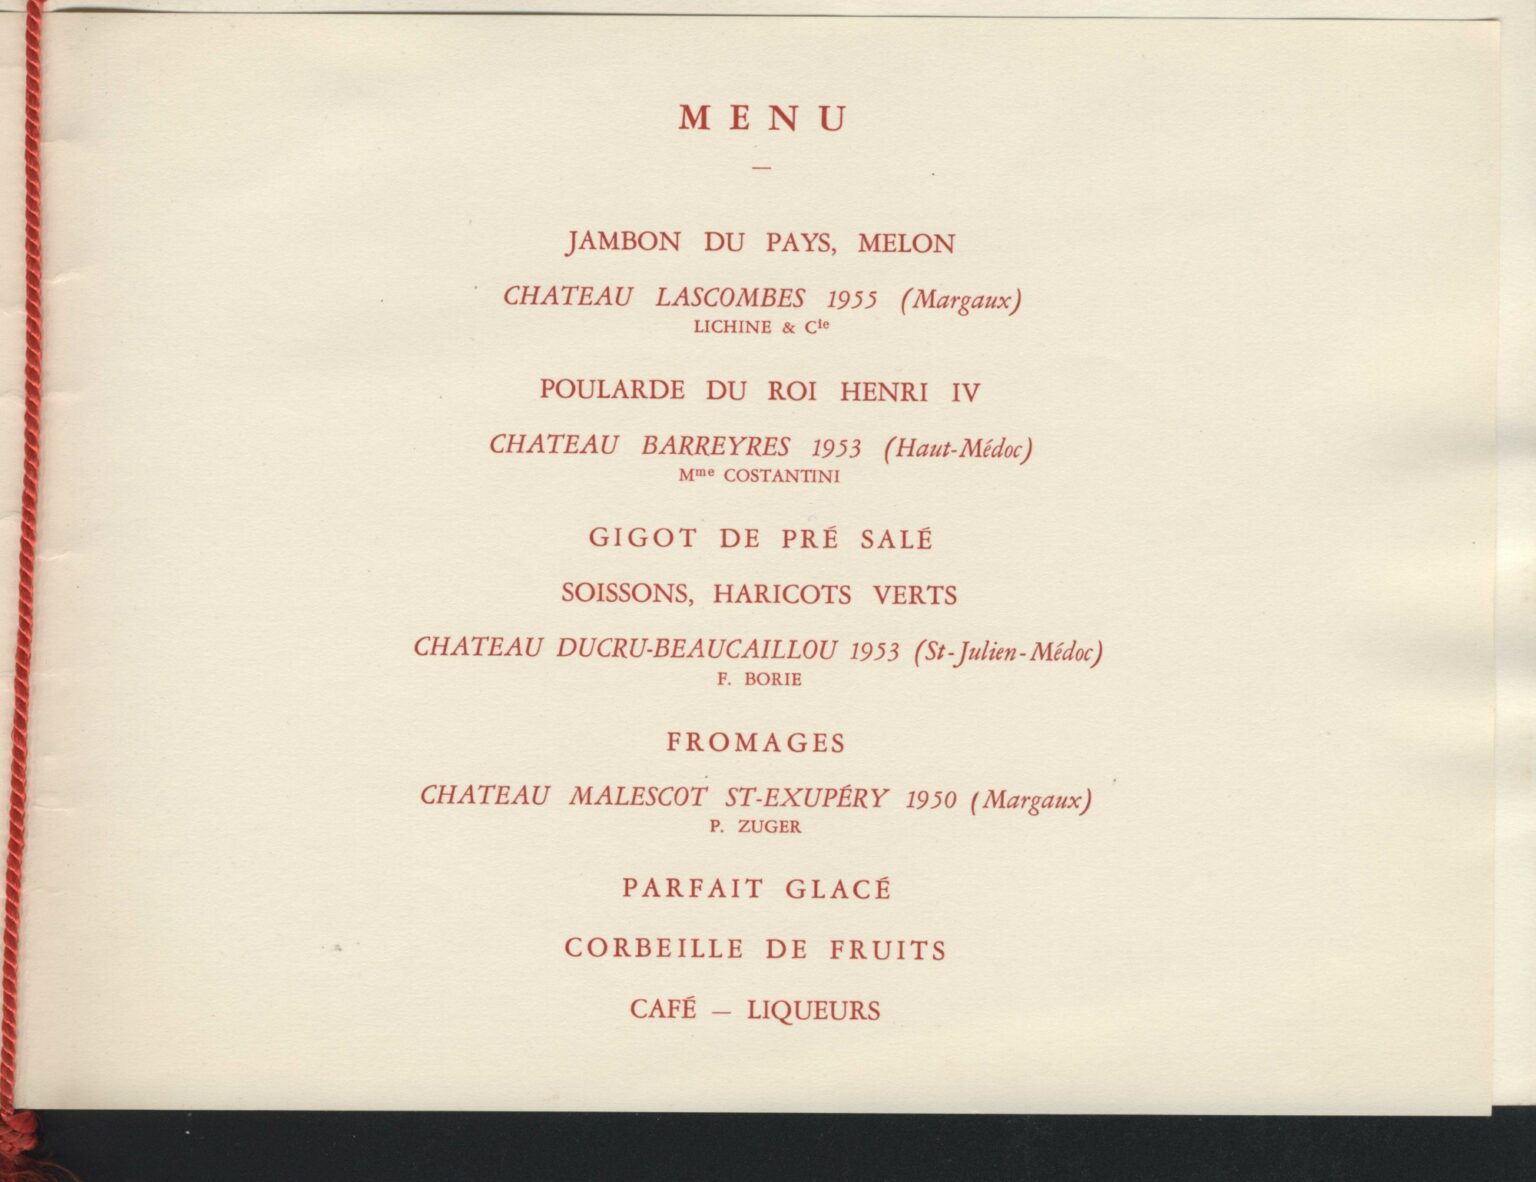 MENU
—
JAMBON DU PAYS, MELON
CHATEAU LASCOMBES 1955 (Margaux)
LICHINE & Cie
POULARDE DU ROI HENRI IV
CHATEAU BARREYRES 1953 (Haut-Médoc)
Mme COSTANTINI
GIGOT DE PRÉ SALÉ
SOISSONS, HARICOTS VERTS
CHATEAU DUCRU-BEAUCAILLOU 1953 (St-Julien-Médoc)
F. BORIE
FROMAGES
CHATEAU MALESCOT ST-EXUPÉRY 1950 (Margaux)
P. ZUGER
PARFAIT GLACÉ
CORBEILLE DE FRUITS
CAFÉ — LIQUEURS